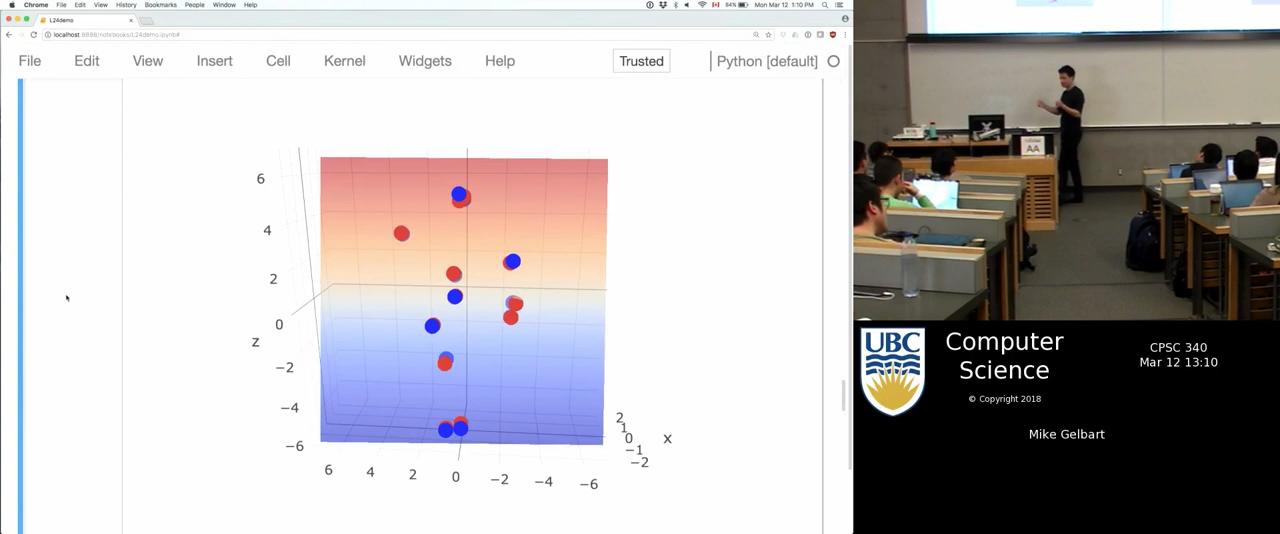 Chrome File Edit View History Bookmarks People Window Help
84% Mon Mar 12 1:10 PM
L24demo
localhost:8888/notebooks/L24demo.ipynb#
File Edit View Insert Cell Kernel Widgets Help Trusted Python [default]
6
4
2
0
z
−2
−4
−6
6 4 2 0 −2 −4 −6
2
1
0
−1
−2
x
AA
UBC
Computer
Science
© Copyright 2018
CPSC 340
Mar 12 13:10
Mike Gelbart